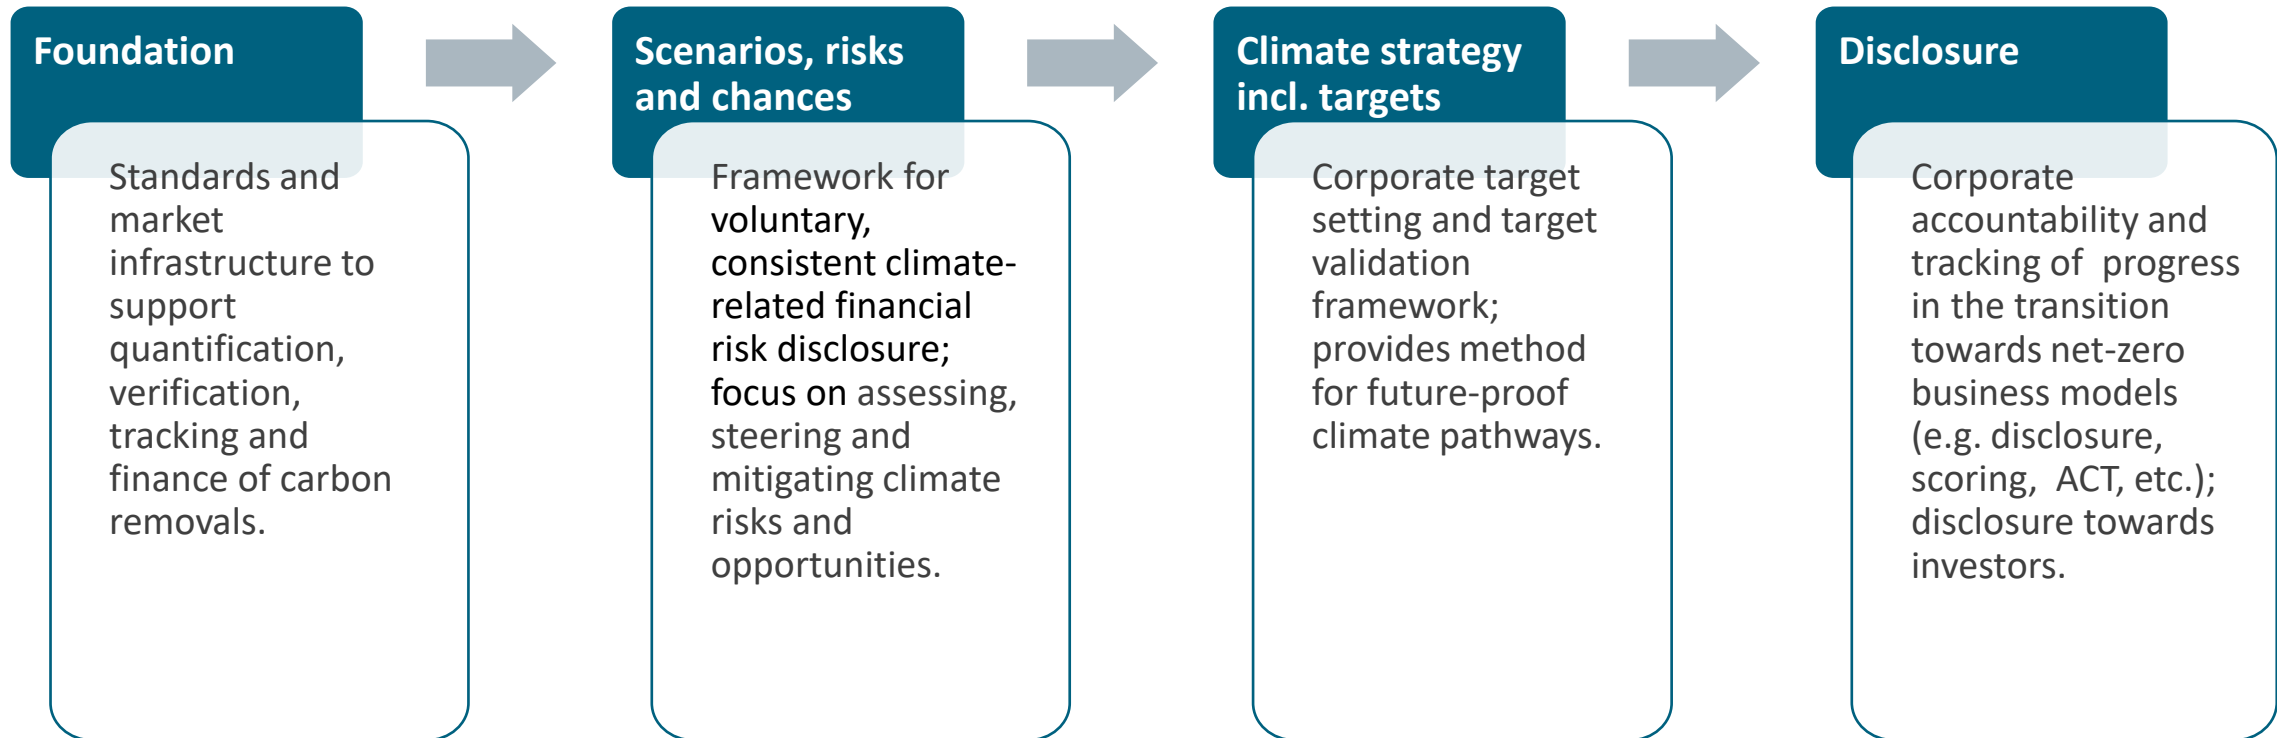 Foundation
Standards and
market
infrastructure to
support
quantification,
verification,
tracking and
finance of carbon
removals.
Scenarios, risks
and chances
Framework for
voluntary,
consistent climate-
related financial
risk disclosure;
focus on assessing,
steering and
mitigating climate
risks and
opportunities.
Climate strategy
incl. targets
Corporate target
setting and target
validation
framework;
provides method
for future-proof
climate pathways.
Disclosure
Corporate
accountability and
tracking of  progress
in the transition
towards net-zero
business models
(e.g. disclosure,
scoring,  ACT, etc.);
disclosure towards
investors.